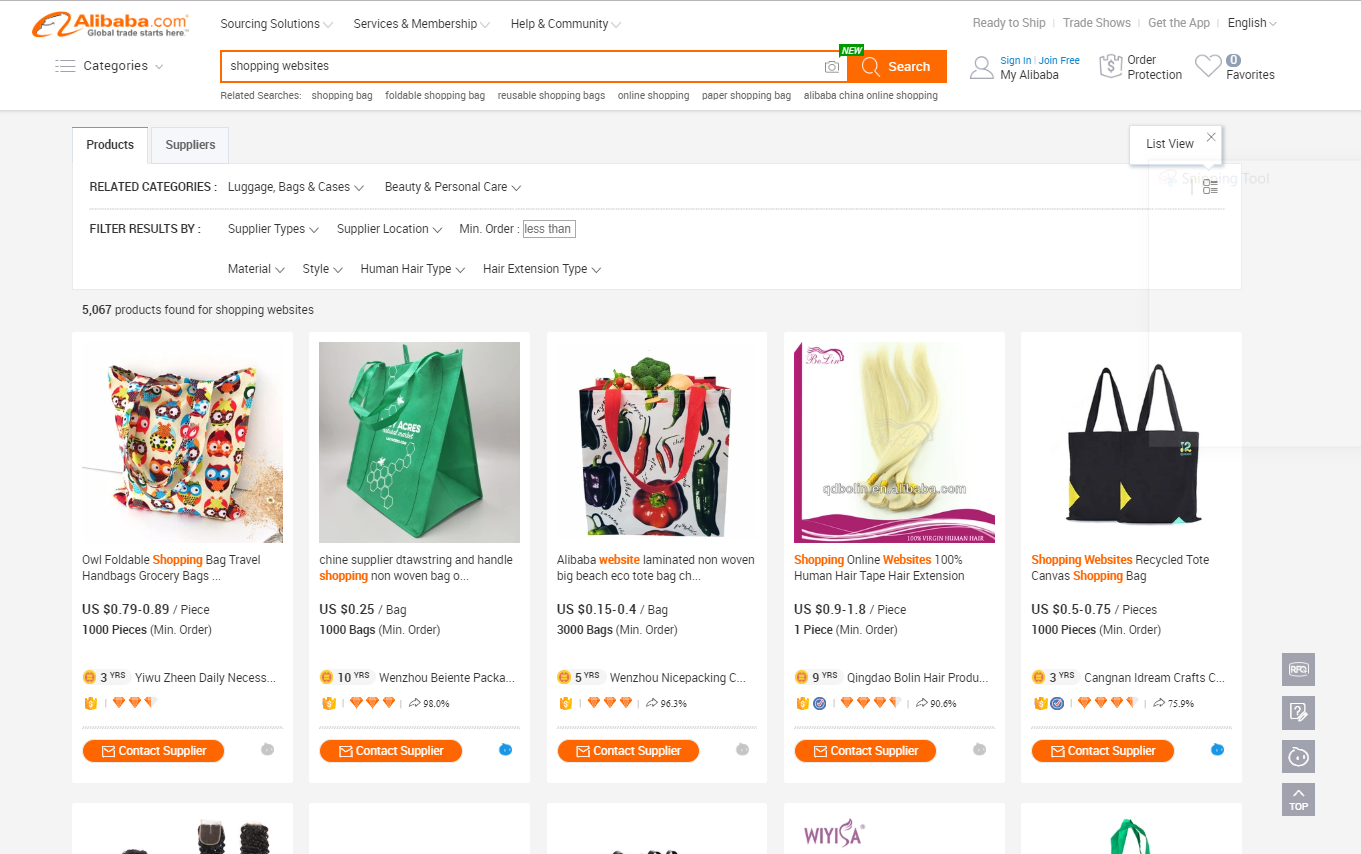 Alibaba.com
Global trade starts here.™
Sourcing Solutions
Services & Membership
Help & Community
Ready to Ship
Trade Shows
Get the App
English
Categories
shopping websites
NEW
Search
Sign In | Join Free
My Alibaba
Order
Protection
0
Favorites
Related Searches: shopping bag foldable shopping bag reusable shopping bags online shopping paper shopping bag alibaba china online shopping
Products
Suppliers
List View
Snipping Tool
RELATED CATEGORIES : Luggage, Bags & Cases Beauty & Personal Care
FILTER RESULTS BY : Supplier Types Supplier Location Min. Order : less than
Material Style Human Hair Type Hair Extension Type
5,067 products found for shopping websites
Owl Foldable Shopping Bag Travel
Handbags Grocery Bags ...
US $0.79-0.89 / Piece
1000 Pieces (Min. Order)
3 YRS Yiwu Zheen Daily Necess...
Contact Supplier
ACRES
natural market
chine supplier dtawstring and handle
shopping non woven bag o...
US $0.25 / Bag
1000 Bags (Min. Order)
10 YRS Wenzhou Beiente Packa...
98.0%
Contact Supplier
Alibaba website laminated non woven
big beach eco tote bag ch...
US $0.15-0.4 / Bag
3000 Bags (Min. Order)
5 YRS Wenzhou Nicepacking C...
96.3%
Contact Supplier
BoLin
qdbolin.en.alibaba.com
100% VIRGIN HUMAN HAIR
Shopping Online Websites 100%
Human Hair Tape Hair Extension
US $0.9-1.8 / Piece
1 Piece (Min. Order)
9 YRS Qingdao Bolin Hair Produ...
90.6%
Contact Supplier
i2
Shopping Websites Recycled Tote
Canvas Shopping Bag
US $0.5-0.75 / Pieces
1000 Pieces (Min. Order)
3 YRS Cangnan Idream Crafts C...
75.9%
Contact Supplier
RFQ
TOP
WIYISA